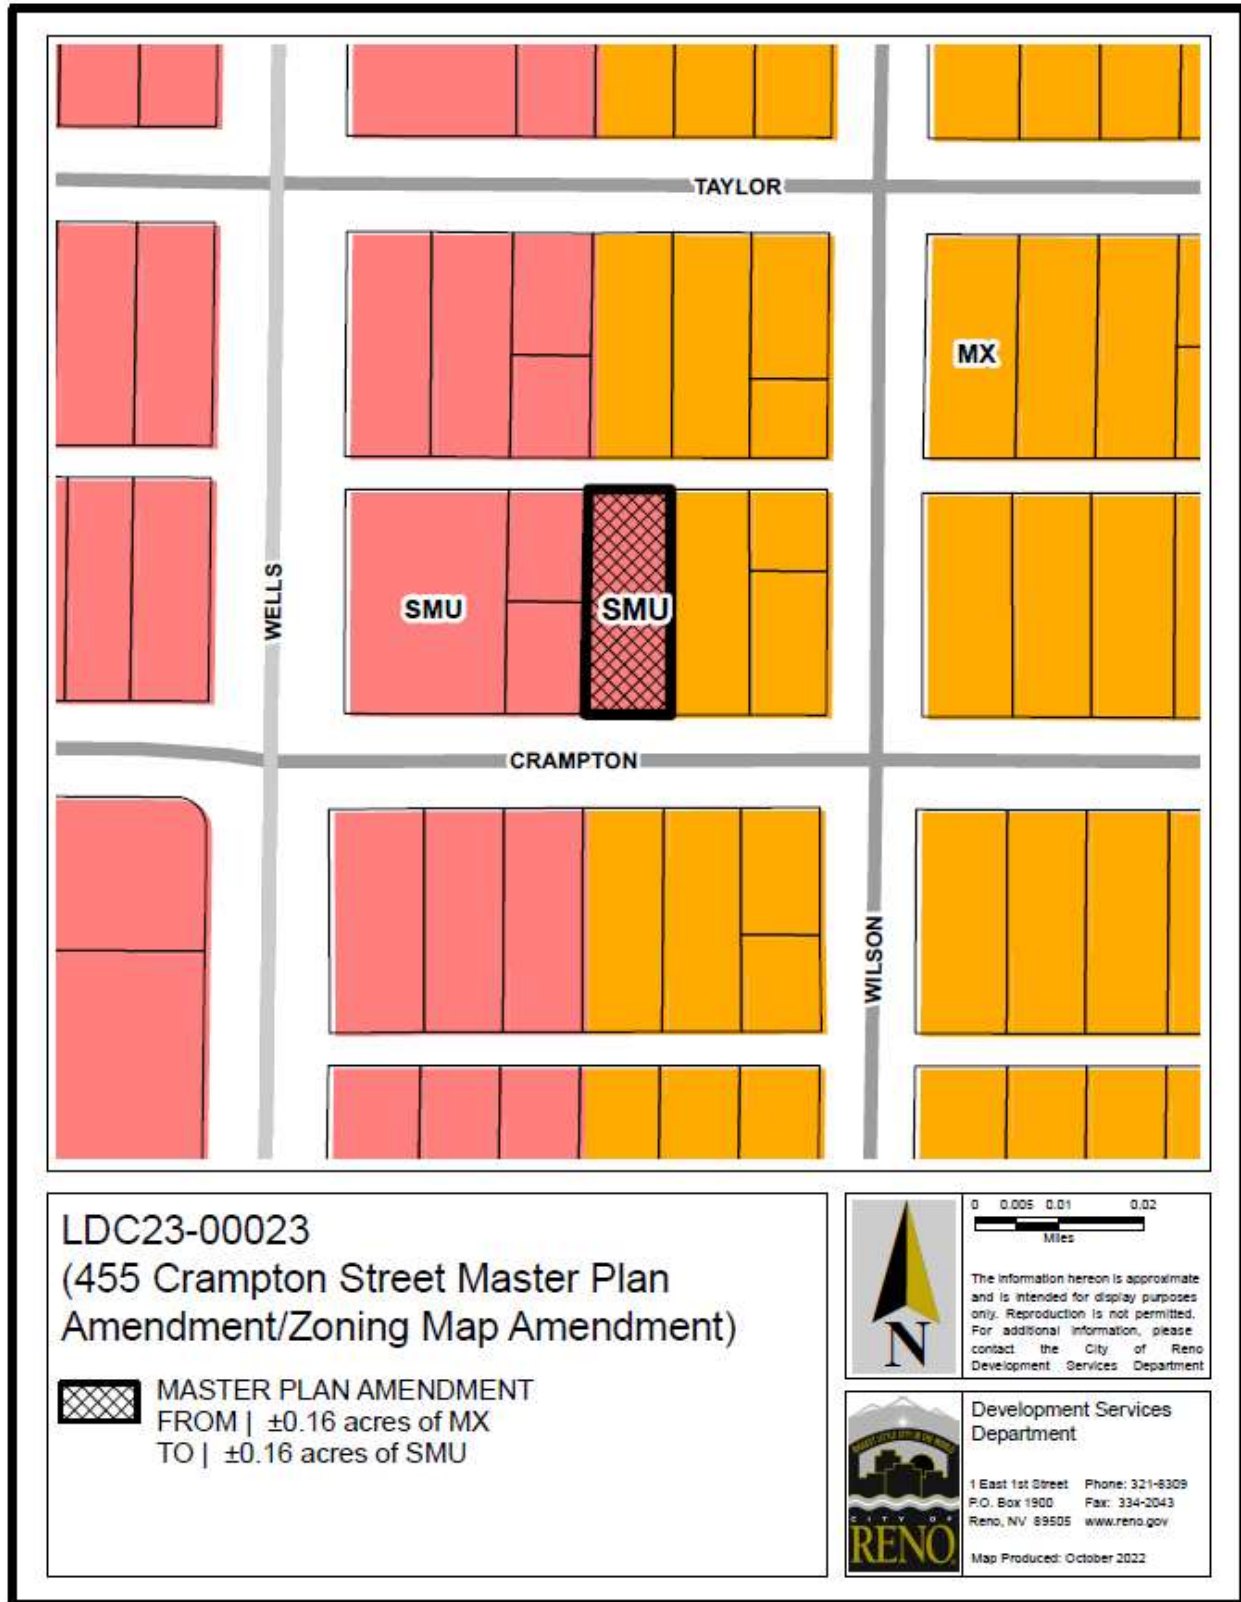 TAYLOR
MX
WELLS
SMU
SMU
CRAMPTON
WILSON
LDC23-00023
(455 Crampton Street Master Plan
Amendment/Zoning Map Amendment)
MASTER PLAN AMENDMENT
FROM | ±0.16 acres of MX
TO | ±0.16 acres of SMU
N
0 0.005 0.01 0.02
Miles
The information hereon is approximate
and is intended for display purposes
only. Reproduction is not permitted.
For additional information, please
contact the City of Reno
Development Services Department
CITY OF
RENO
Development Services
Department
1 East 1st Street Phone: 321-8309
P.O. Box 1900 Fax: 334-2043
Reno, NV 89505 www.reno.gov
Map Produced: October 2022